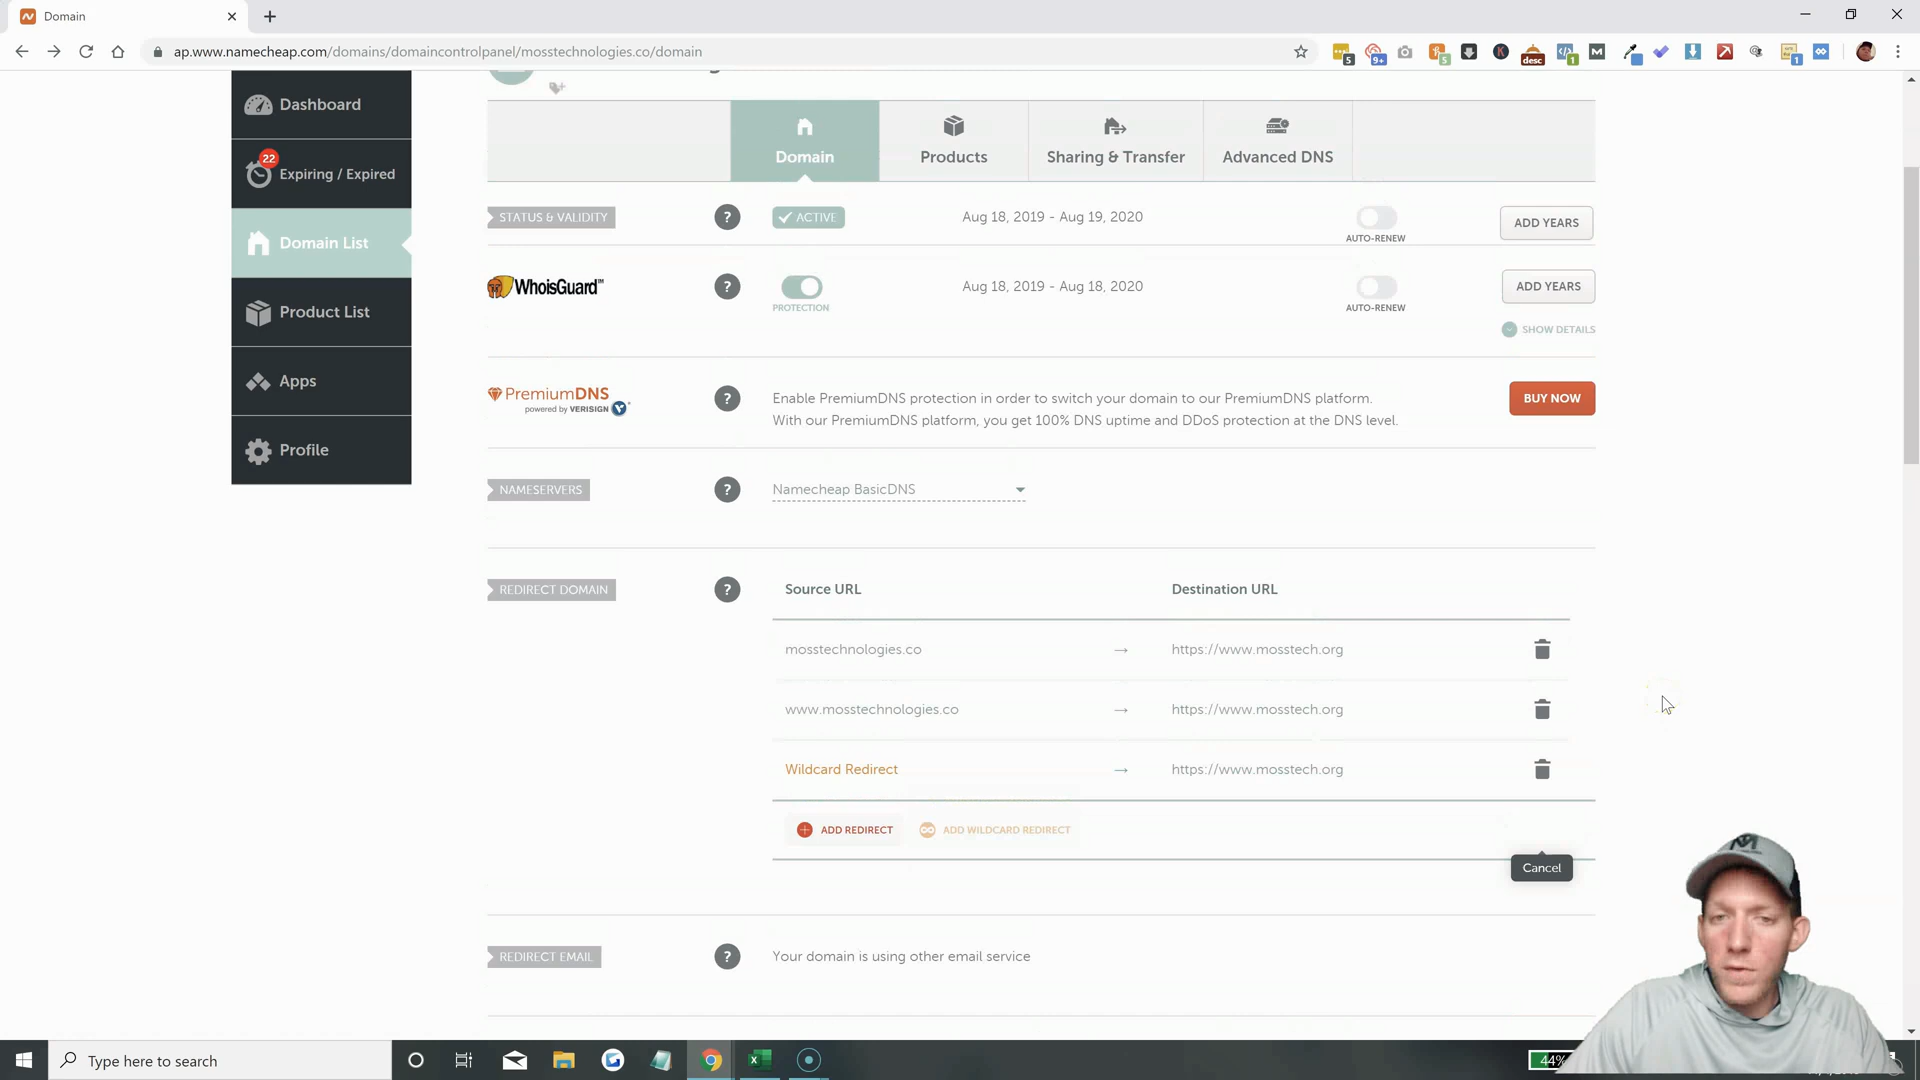 Domain
ap.www.namecheap.com/domains/domaincontrolpanel/mosstechnologies.co/domain
5
9+
5
desc
1
1
Dashboard
22
Expiring / Expired
Domain List
Product List
Apps
Profile
Domain
Products
Sharing & Transfer
Advanced DNS
STATUS & VALIDITY
?
ACTIVE
Aug 18, 2019 - Aug 19, 2020
AUTO-RENEW
ADD YEARS
WhoisGuard™
?
PROTECTION
Aug 18, 2019 - Aug 18, 2020
AUTO-RENEW
ADD YEARS
SHOW DETAILS
PremiumDNS
powered by VERISIGN
?
Enable PremiumDNS protection in order to switch your domain to our PremiumDNS platform.
With our PremiumDNS platform, you get 100% DNS uptime and DDoS protection at the DNS level.
BUY NOW
NAMESERVERS
?
Namecheap BasicDNS
REDIRECT DOMAIN
?
Source URL
Destination URL
mosstechnologies.co → https://www.mosstech.org
www.mosstechnologies.co → https://www.mosstech.org
Wildcard Redirect → https://www.mosstech.org
ADD REDIRECT
ADD WILDCARD REDIRECT
Cancel
REDIRECT EMAIL
?
Your domain is using other email service
Type here to search
44%